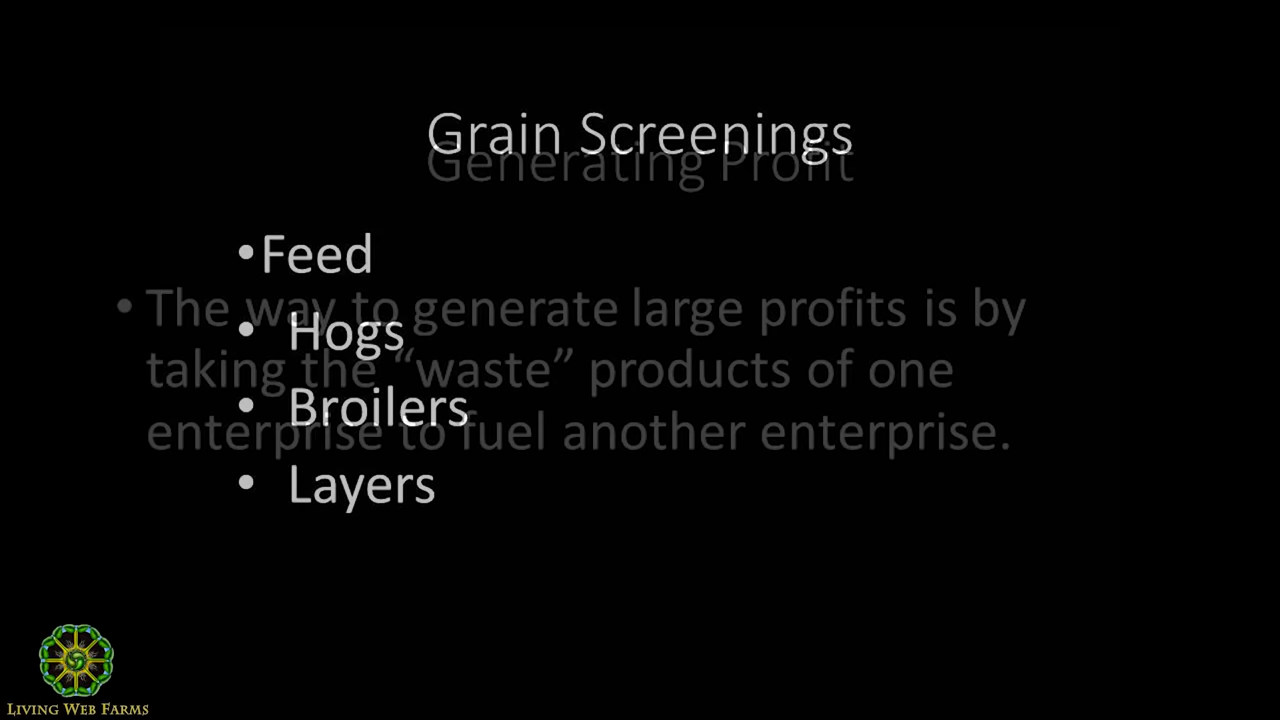 Grain Screenings
Generating Profit
•Feed
• Hogs
• Broilers
• Layers
• The way to generate large profits is by
taking the “waste” products of one
enterprise to fuel another enterprise.
LIVING WEB FARMS